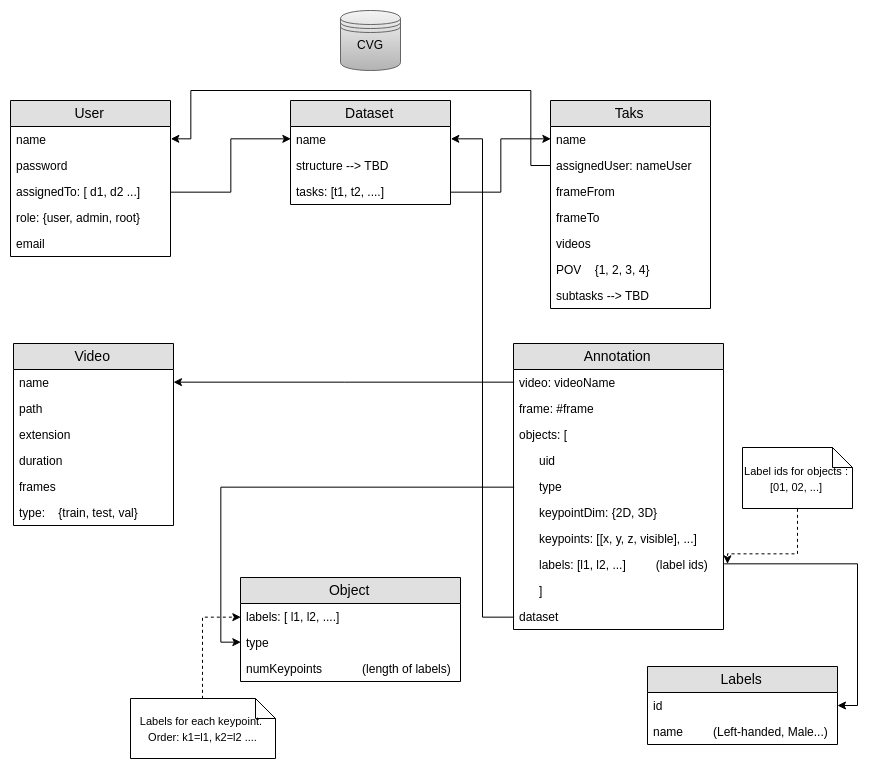 CVG
User
name
password
assignedTo: [ d1, d2 ...]
role: {user, admin, root}
email
Dataset
name
structure --> TBD
tasks: [t1, t2, ....]
Taks
name
assignedUser: nameUser
frameFrom
frameTo
videos
POV {1, 2, 3, 4}
subtasks --> TBD
Video
name
path
extension
duration
frames
type: {train, test, val}
Annotation
video: videoName
frame: #frame
objects: [
uid
type
keypointDim: {2D, 3D}
keypoints: [[x, y, z, visible], ...]
labels: [l1, l2, ...] (label ids)
]
dataset
Label ids for objects :
[01, 02, ...]
Object
labels: [ l1, l2, ....]
type
numKeypoints (length of labels)
Labels for each keypoint.
Order: k1=l1, k2=l2 ....
Labels
id
name (Left-handed, Male...)